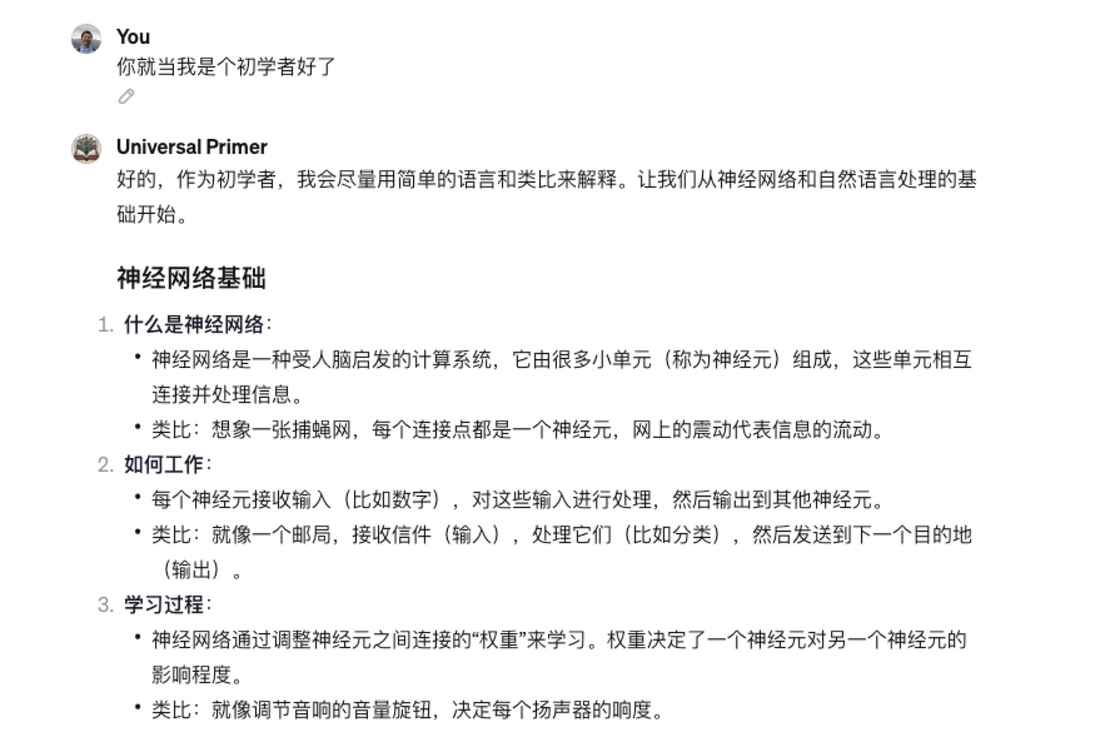 You
你就当我是个初学者好了
Universal Primer
好的，作为初学者，我会尽量用简单的语言和类比来解释。让我们从神经网络和自然语言处理的基
础开始。
神经网络基础
1. 什么是神经网络：
• 神经网络是一种受人脑启发的计算系统，它由很多小单元（称为神经元）组成，这些单元相互
连接并处理信息。
• 类比：想象一张捕蝇网，每个连接点都是一个神经元，网上的震动代表信息的流动。
2. 如何工作：
• 每个神经元接收输入（比如数字），对这些输入进行处理，然后输出到其他神经元。
• 类比：就像一个邮局，接收信件（输入），处理它们（比如分类），然后发送到下一个目的地
（输出）。
3. 学习过程：
• 神经网络通过调整神经元之间连接的“权重”来学习。权重决定了一个神经元对另一个神经元的
影响程度。
• 类比：就像调节音响的音量旋钮，决定每个扬声器的响度。